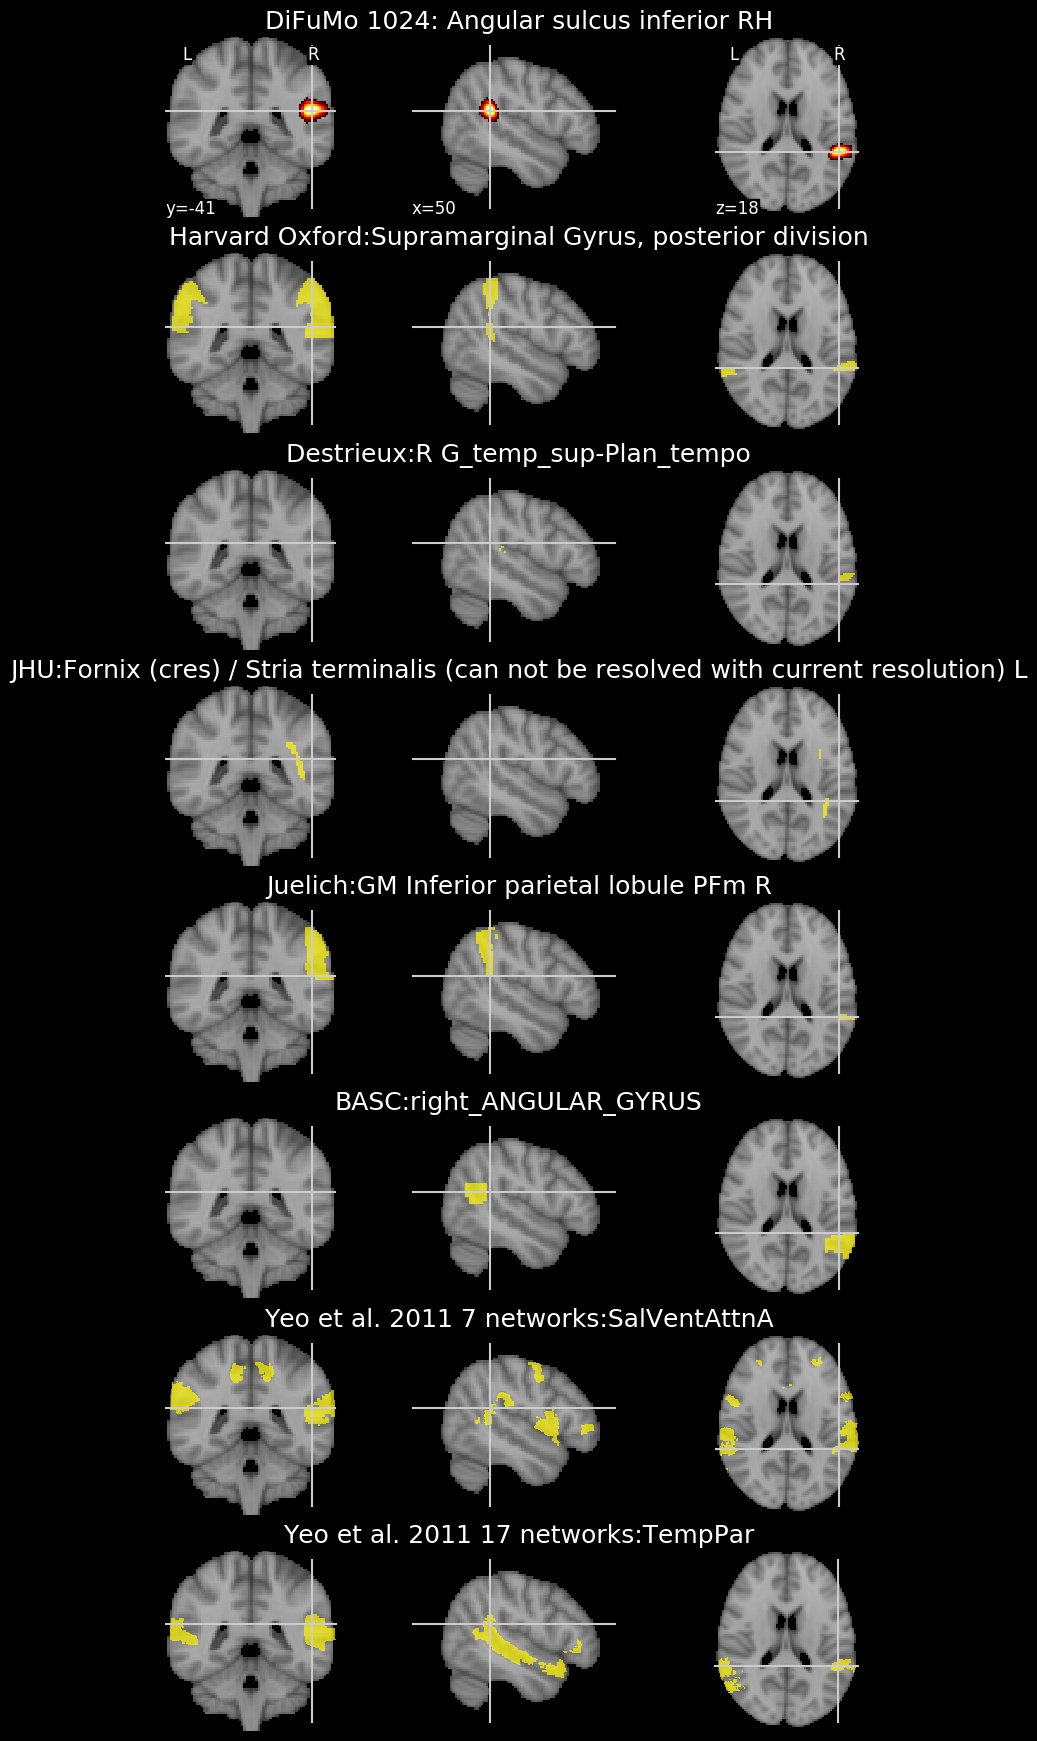 DiFuMo 1024: Angular sulcus inferior RH
L R L R
y=-41 x=50 z=18
Harvard Oxford:Supramarginal Gyrus, posterior division
Destrieux:R G_temp_sup-Plan_tempo
JHU:Fornix (cres) / Stria terminalis (can not be resolved with current resolution) L
Juelich:GM Inferior parietal lobule PFm R
BASC:right_ANGULAR_GYRUS
Yeo et al. 2011 7 networks:SalVentAttnA
Yeo et al. 2011 17 networks:TempPar